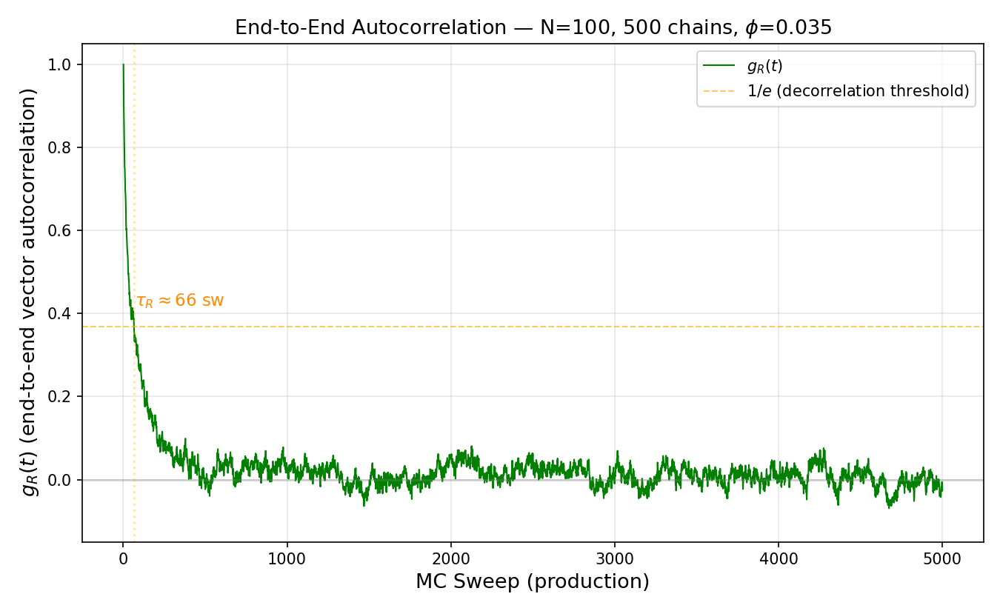 End-to-End Autocorrelation — N=100, 500 chains, ϕ=0.035
g_R(t) (end-to-end vector autocorrelation)
1.0
0.8
0.6
0.4
0.2
0.0
g_R(t)
1/e (decorrelation threshold)
τ_R ≈ 66 sw
0
1000
2000
3000
4000
5000
MC Sweep (production)